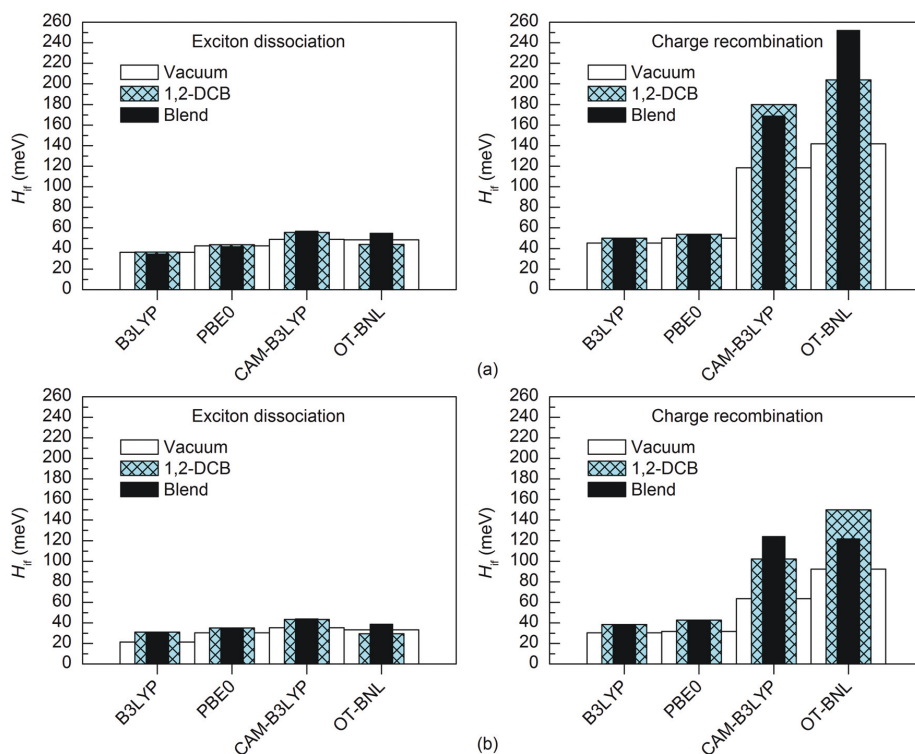 Exciton dissociation
Vacuum
1,2-DCB
Blend
H_if (meV)
260
240
220
200
180
160
140
120
100
80
60
40
20
0
B3LYP
PBE0
CAM-B3LYP
OT-BNL
Charge recombination
Vacuum
1,2-DCB
Blend
H_if (meV)
260
240
220
200
180
160
140
120
100
80
60
40
20
0
B3LYP
PBE0
CAM-B3LYP
OT-BNL
(a)
Exciton dissociation
Vacuum
1,2-DCB
Blend
H_if (meV)
260
240
220
200
180
160
140
120
100
80
60
40
20
0
B3LYP
PBE0
CAM-B3LYP
OT-BNL
Charge recombination
Vacuum
1,2-DCB
Blend
H_if (meV)
260
240
220
200
180
160
140
120
100
80
60
40
20
0
B3LYP
PBE0
CAM-B3LYP
OT-BNL
(b)